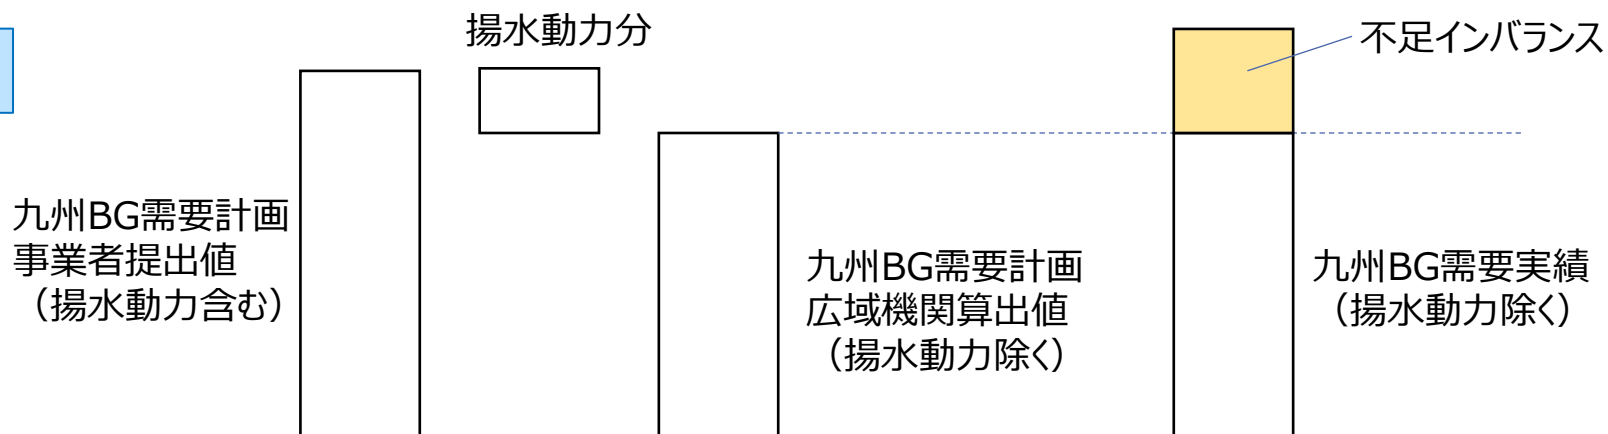 揚水動力分
不足インバランス
九州BG需要計画
事業者提出値
（揚水動力含む）
九州BG需要計画
広域機関算出値
（揚水動力除く）
九州BG需要実績
（揚水動力除く）